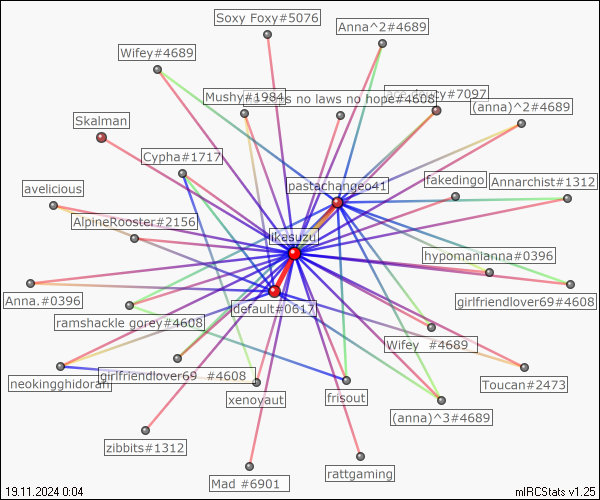 Soxy Foxy#5076
Anna^2#4689
Wifey#4689
Mushy#1984
no laws no hope#4608
#7097
(anna)^2#4689
Skalman
Cypha#1717
pastachangeo41
fakedingo
Annarchist#1312
avelicious
AlpineRooster#2156
ikasuzu
hypomanianna#0396
Anna.#0396
default#0617
girlfriendlover69#4608
ramshackle gorey#4608
Wifey #4689
neokingghidorah
girlfriendlover69 #4608
xenoyaut
frisout
Toucan#2473
(anna)^3#4689
zibbits#1312
Mad #6901
rattgaming
19.11.2024 0:04
mIRCStats v1.25